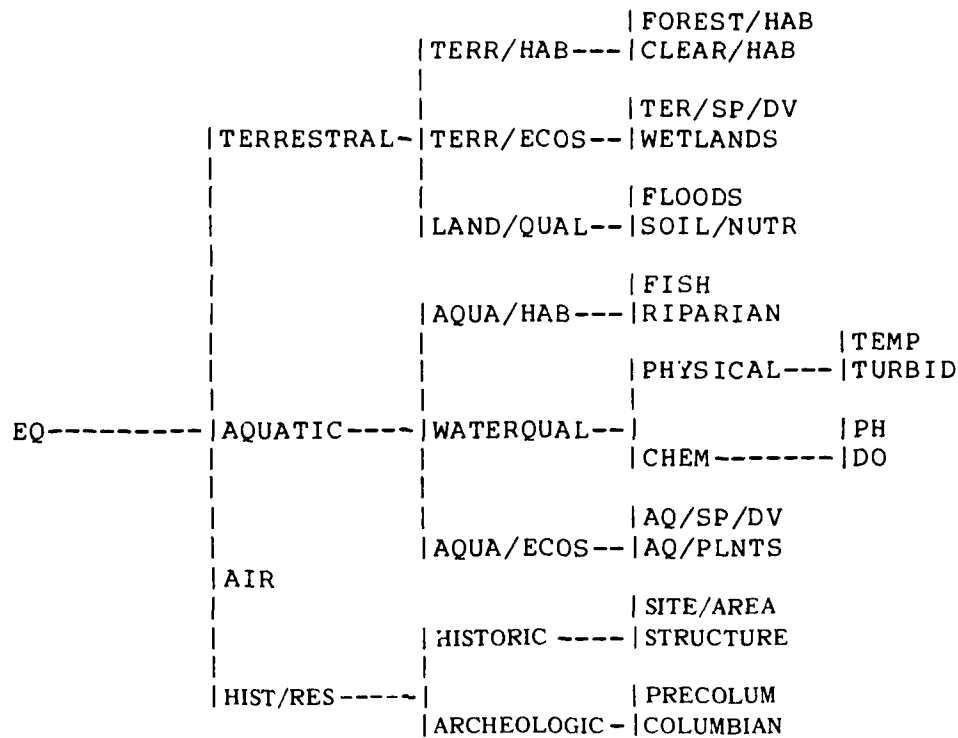 |FOREST/HAB
|TERR/HAB---|CLEAR/HAB
|TER/SP/DV
|TERRESTRAL-|TERR/ECOS--|WETLANDS
|FLOODS
|LAND/QUAL--|SOIL/NUTR
|FISH
|AQUA/HAB---|RIPARIAN
|TEMP
|PHYSICAL---|TURBID
EQ----------|AQUATIC----|WATERQUAL--| |PH
|CHEM-------|DO
|AQ/SP/DV
|AQUA/ECOS--|AQ/PLNTS
|AIR
|SITE/AREA
|HISTORIC ----|STRUCTURE
|HIST/RES -----| |PRECOLUM
|ARCHEOLOGIC -|COLUMBIAN